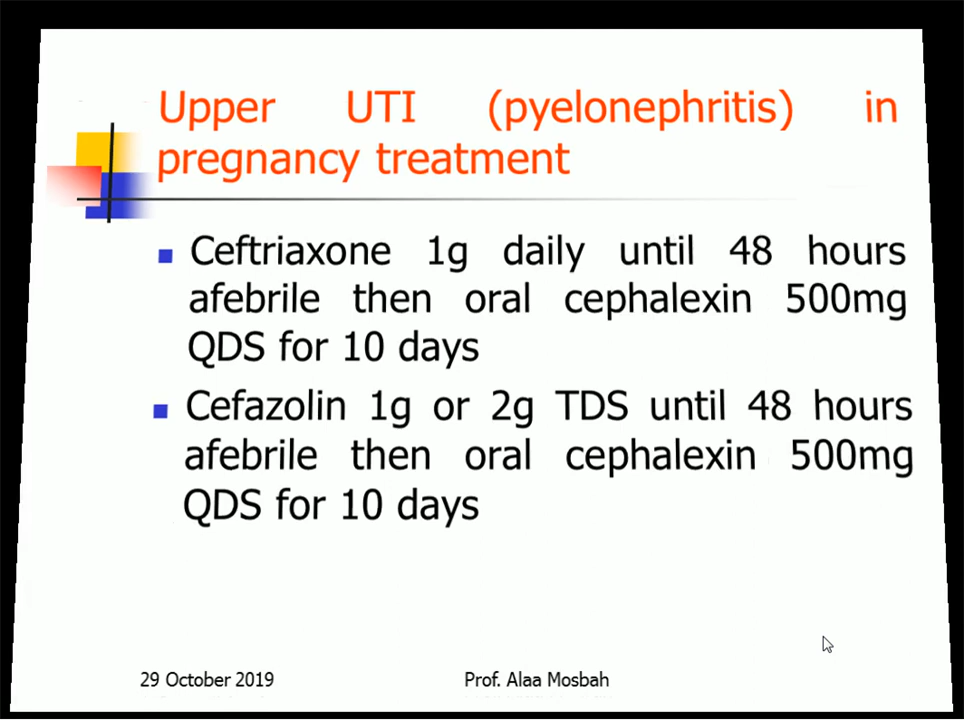 Upper UTI (pyelonephritis) in
pregnancy treatment
Ceftriaxone 1g daily until 48 hours
afebrile then oral cephalexin 500mg
QDS for 10 days
Cefazolin 1g or 2g TDS until 48 hours
afebrile then oral cephalexin 500mg
QDS for 10 days
29 October 2019
Prof. Alaa Mosbah